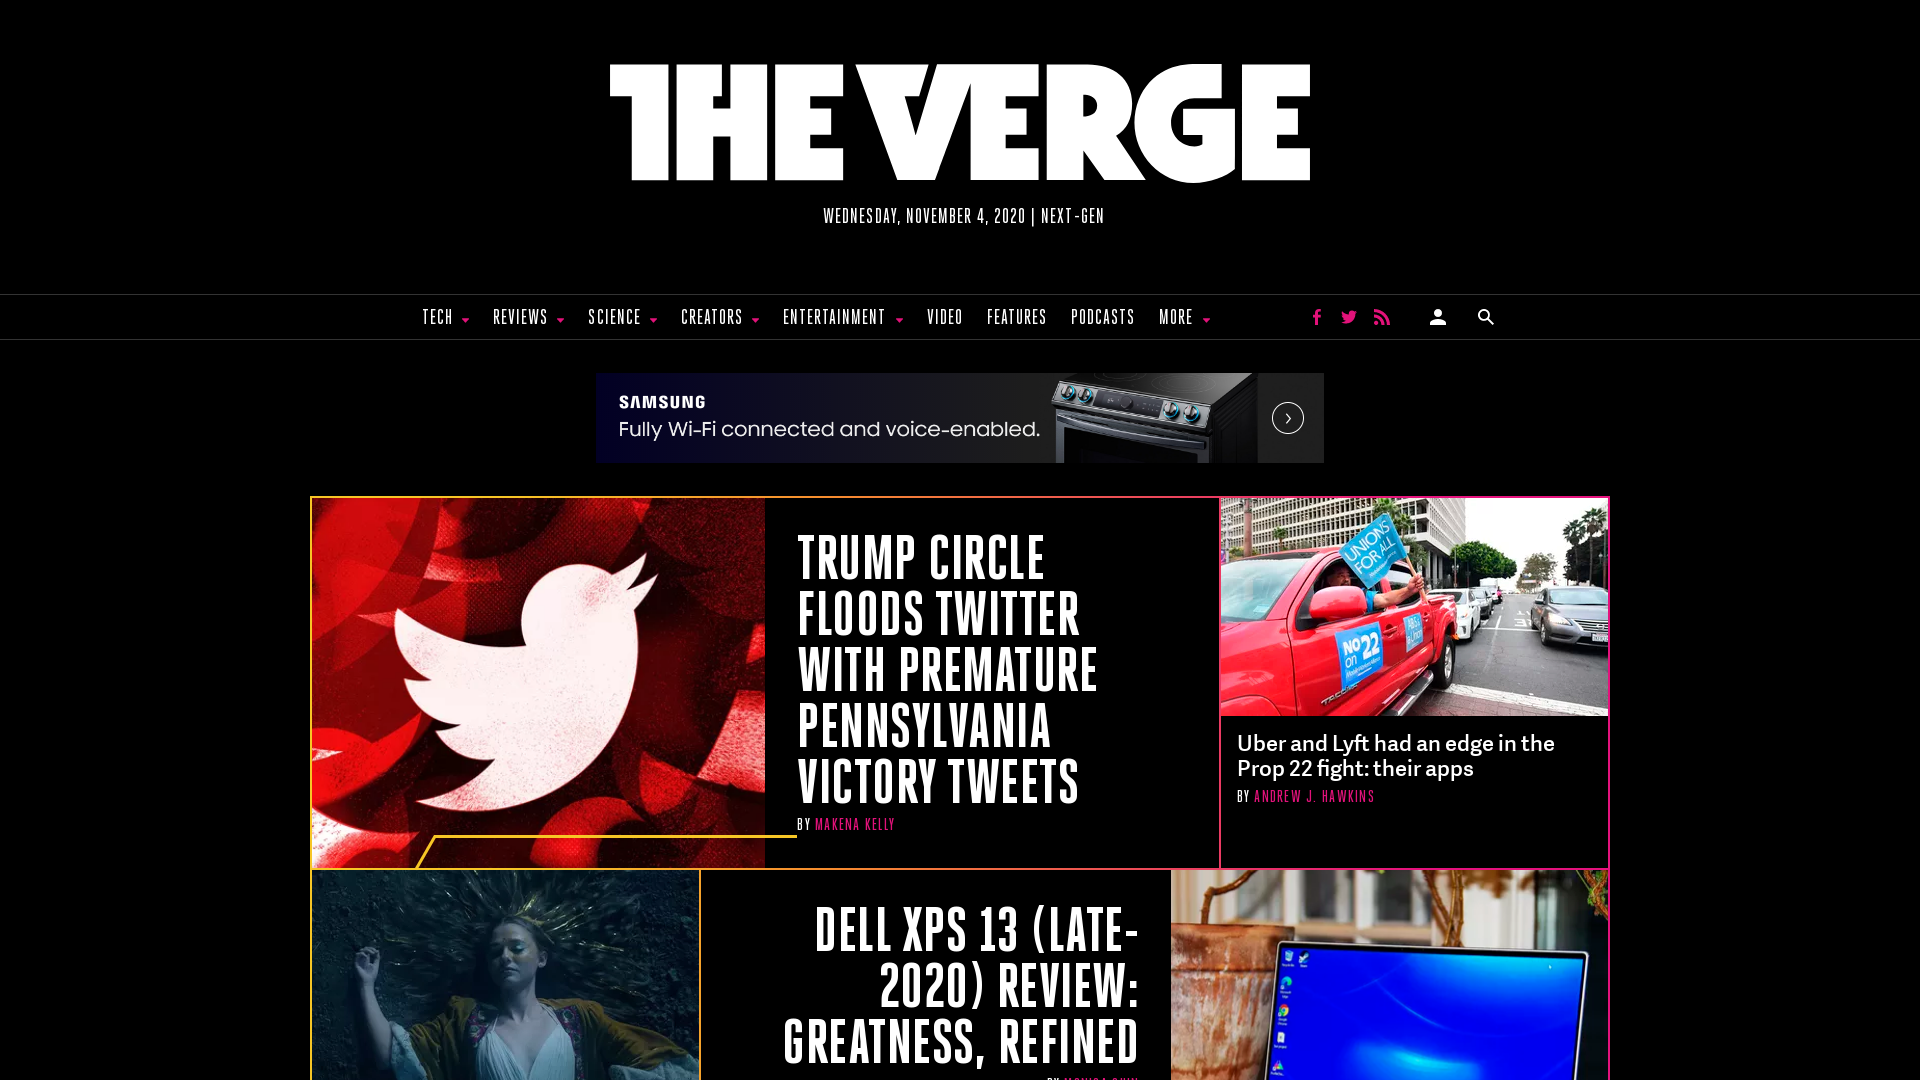 THE VERGE
WEDNESDAY, NOVEMBER 4, 2020 | NEXT-GEN
TECH REVIEWS SCIENCE CREATORS ENTERTAINMENT VIDEO FEATURES PODCASTS MORE
SAMSUNG
Fully Wi-Fi connected and voice-enabled.
TRUMP CIRCLE
FLOODS TWITTER
WITH PREMATURE
PENNSYLVANIA
VICTORY TWEETS
BY MAKENA KELLY
UNIONS
FOR ALL
NO 22
on
Uber and Lyft had an edge in the
Prop 22 fight: their apps
BY ANDREW J. HAWKINS
DELL XPS 13 (LATE-
2020) REVIEW:
GREATNESS, REFINED